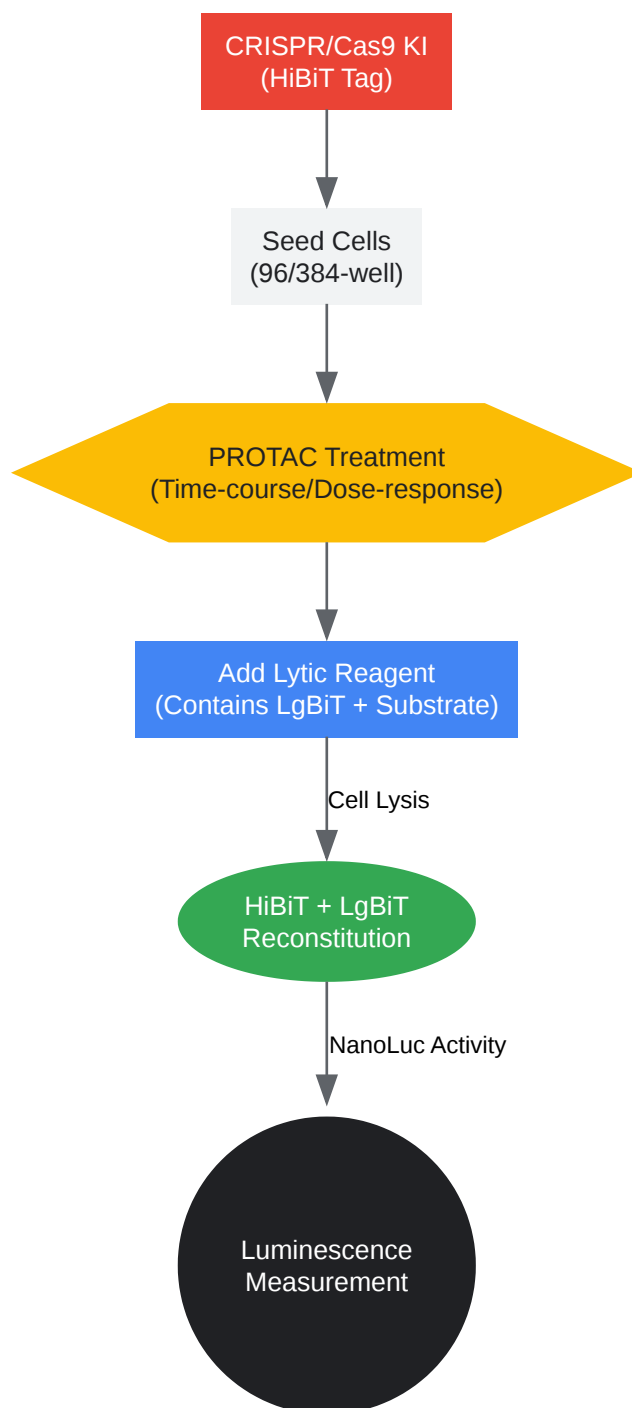 CRISPR/Cas9 KI
(HiBiT Tag)
Seed Cells
(96/384-well)
PROTAC Treatment
(Time-course/Dose-response)
Add Lytic Reagent
(Contains LgBiT + Substrate)
Cell Lysis
HiBiT + LgBiT
Reconstitution
NanoLuc Activity
Luminescence
Measurement